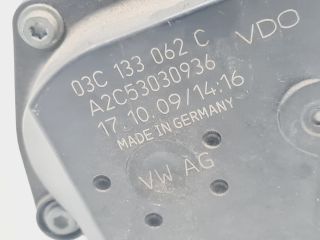 03C 133 062 C VDO
A2C53030936
17.10.09/14:16
MADE IN GERMANY
VW AG